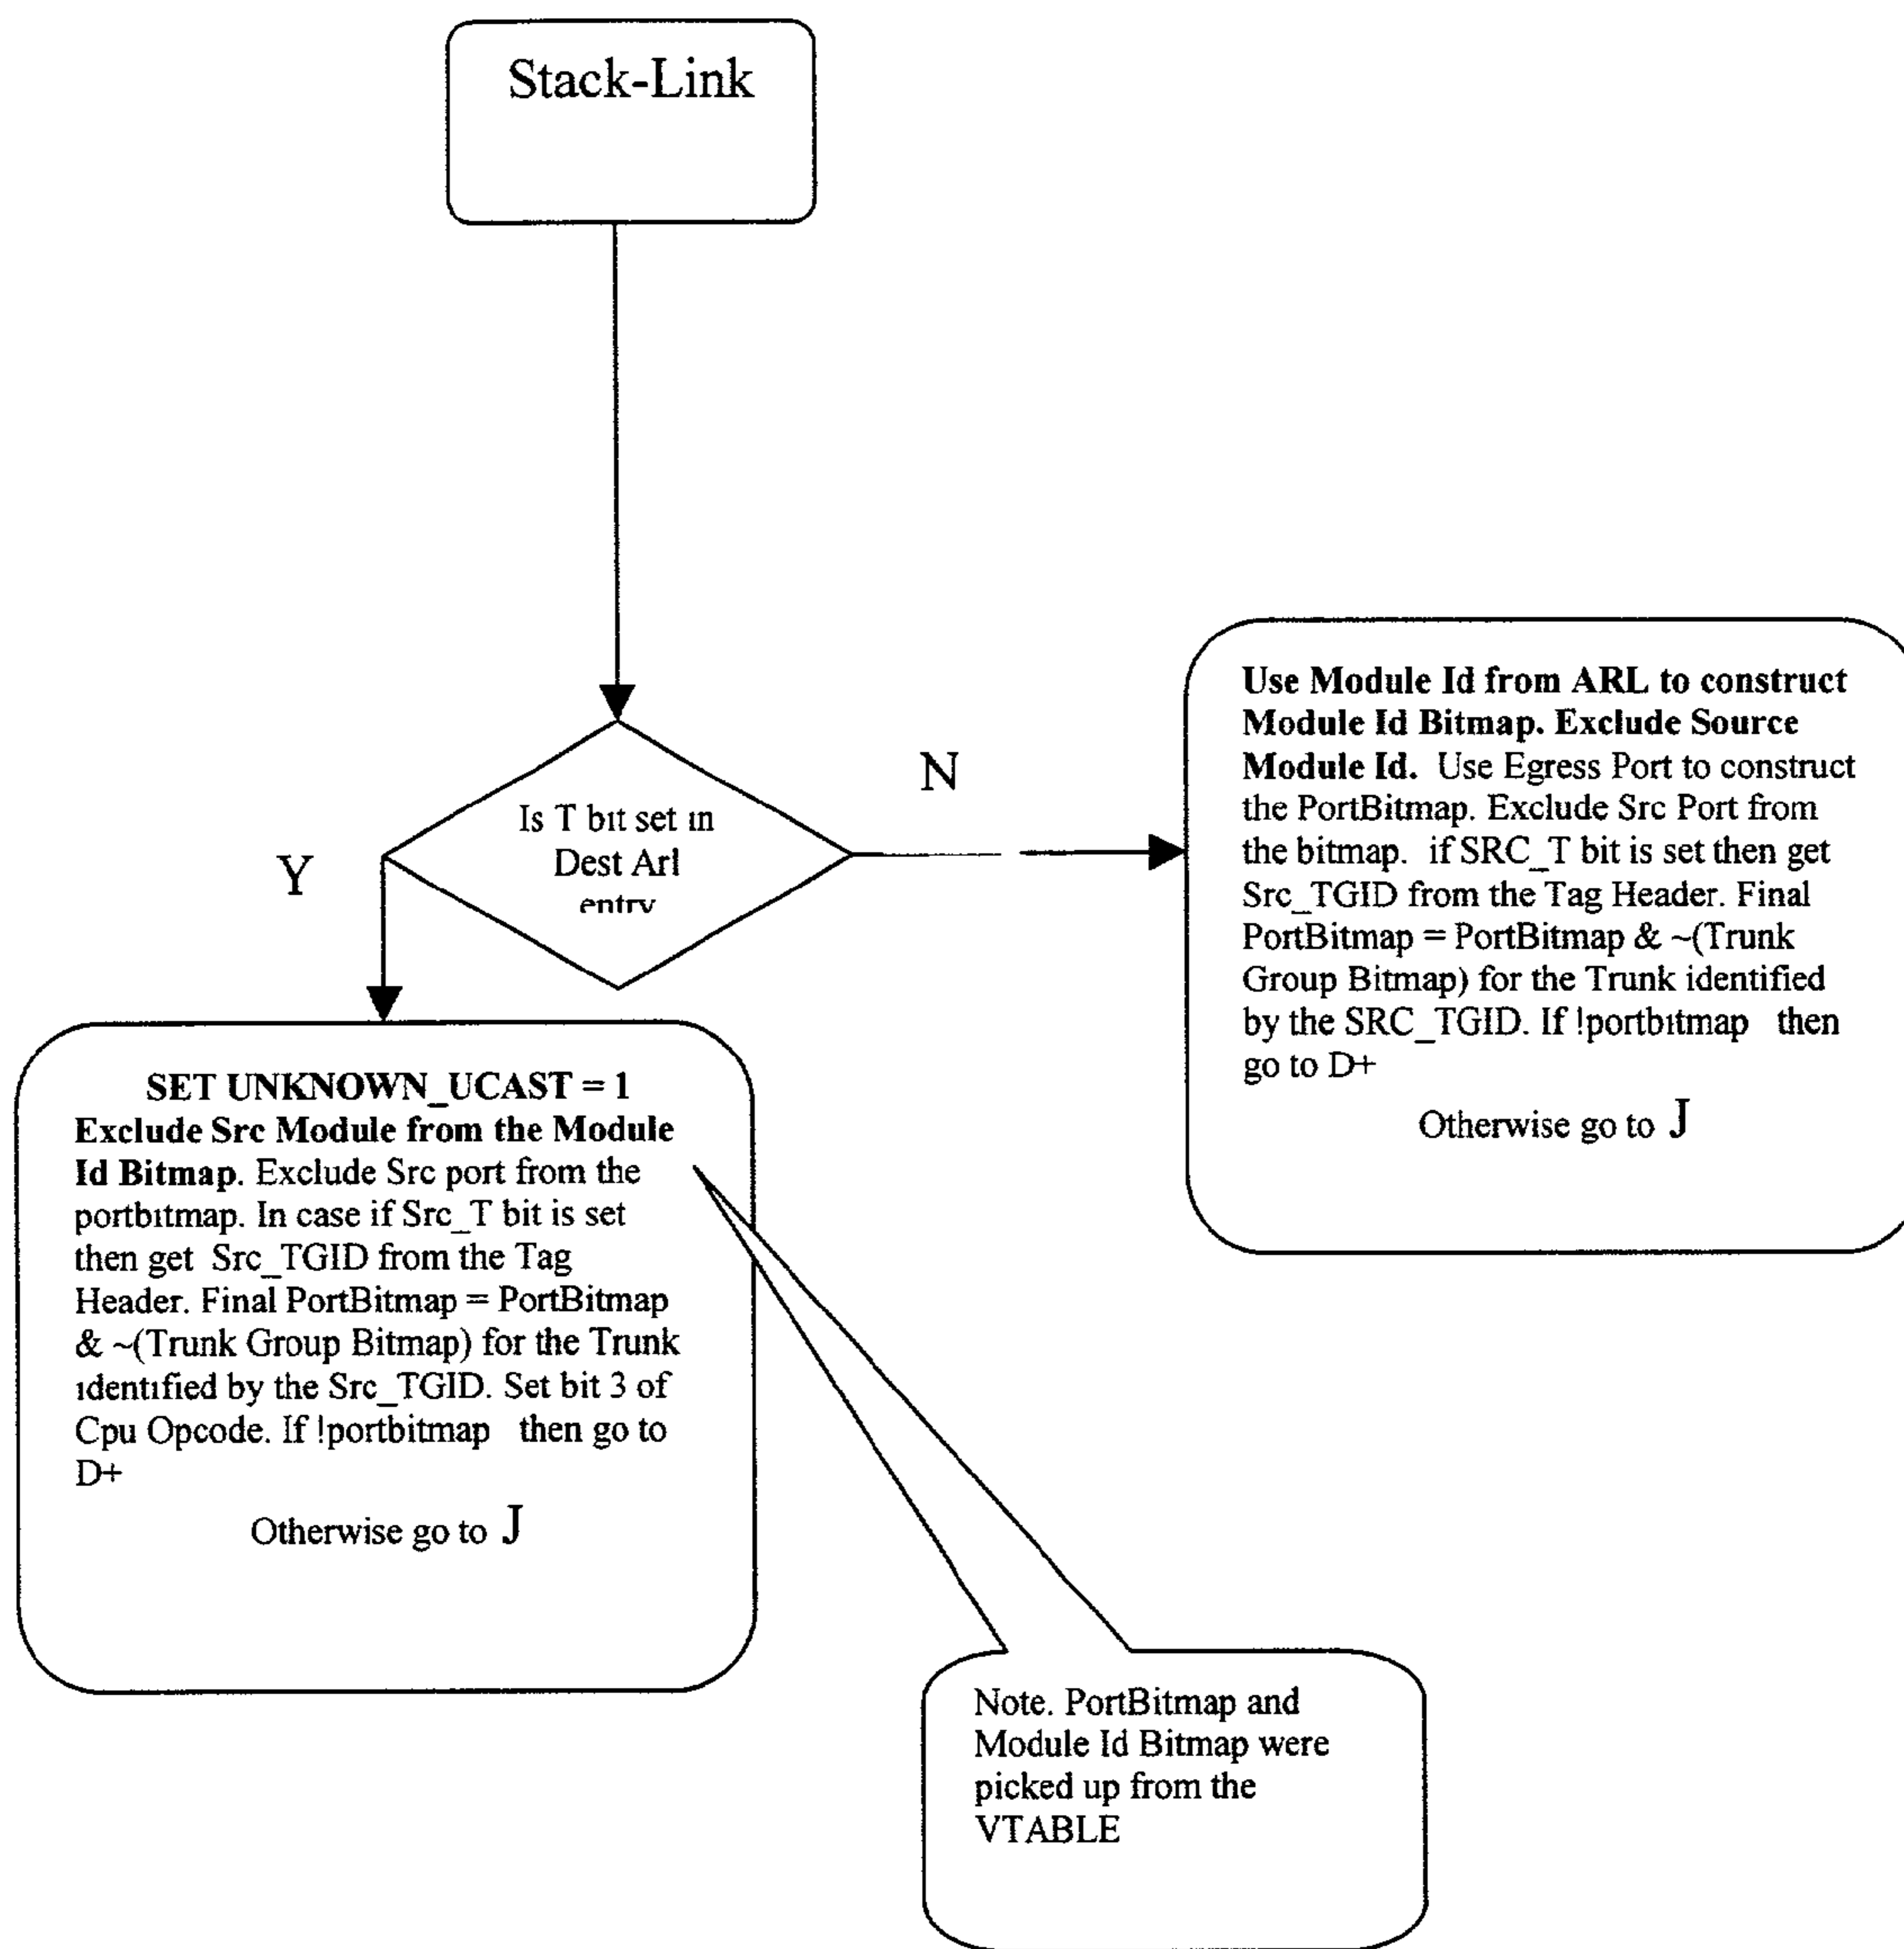 Stack-Link
Is T bit set in
Dest Arl
entry
Y
N
Use Module Id from ARL to construct
Module Id Bitmap. Exclude Source
Module Id. Use Egress Port to construct
the PortBitmap. Exclude Src Port from
the bitmap. if SRC_T bit is set then get
Src_TGID from the Tag Header. Final
PortBitmap = PortBitmap & ~(Trunk
Group Bitmap) for the Trunk identified
by the SRC_TGID. If !portbitmap then
go to D+
Otherwise go to J
SET UNKNOWN_UCAST = 1
Exclude Src Module from the Module
Id Bitmap. Exclude Src port from the
portbitmap. In case if Src_T bit is set
then get Src_TGID from the Tag
Header. Final PortBitmap = PortBitmap
& ~(Trunk Group Bitmap) for the Trunk
identified by the Src_TGID. Set bit 3 of
Cpu Opcode. If !portbitmap then go to
D+
Otherwise go to J
Note. PortBitmap and
Module Id Bitmap were
picked up from the
VTABLE